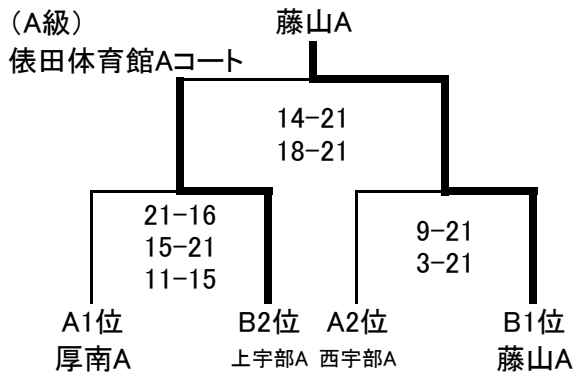 （A級）
藤山A
俵田体育館Aコート
14-21
18-21
21-16
15-21
11-15
9-21
3-21
A1位
B2位
A2位
B1位
厚南A
上宇部A
西宇部A
藤山A